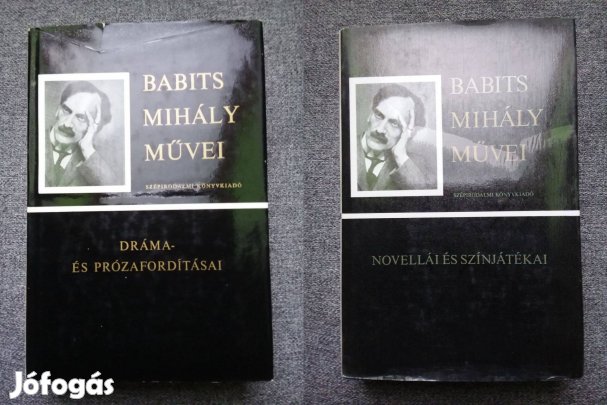 BABITS
MIHÁLY
MŰVEI
SZÉPIRODALMI KÖNYVKIADÓ
DRÁMA-
ÉS PRÓZAFORDÍTÁSAI
BABITS
MIHÁLY
MŰVEI
SZÉPIRODALMI KÖNYVKIADÓ
NOVELLÁI ÉS SZÍNJÁTÉKAI
Jófogás